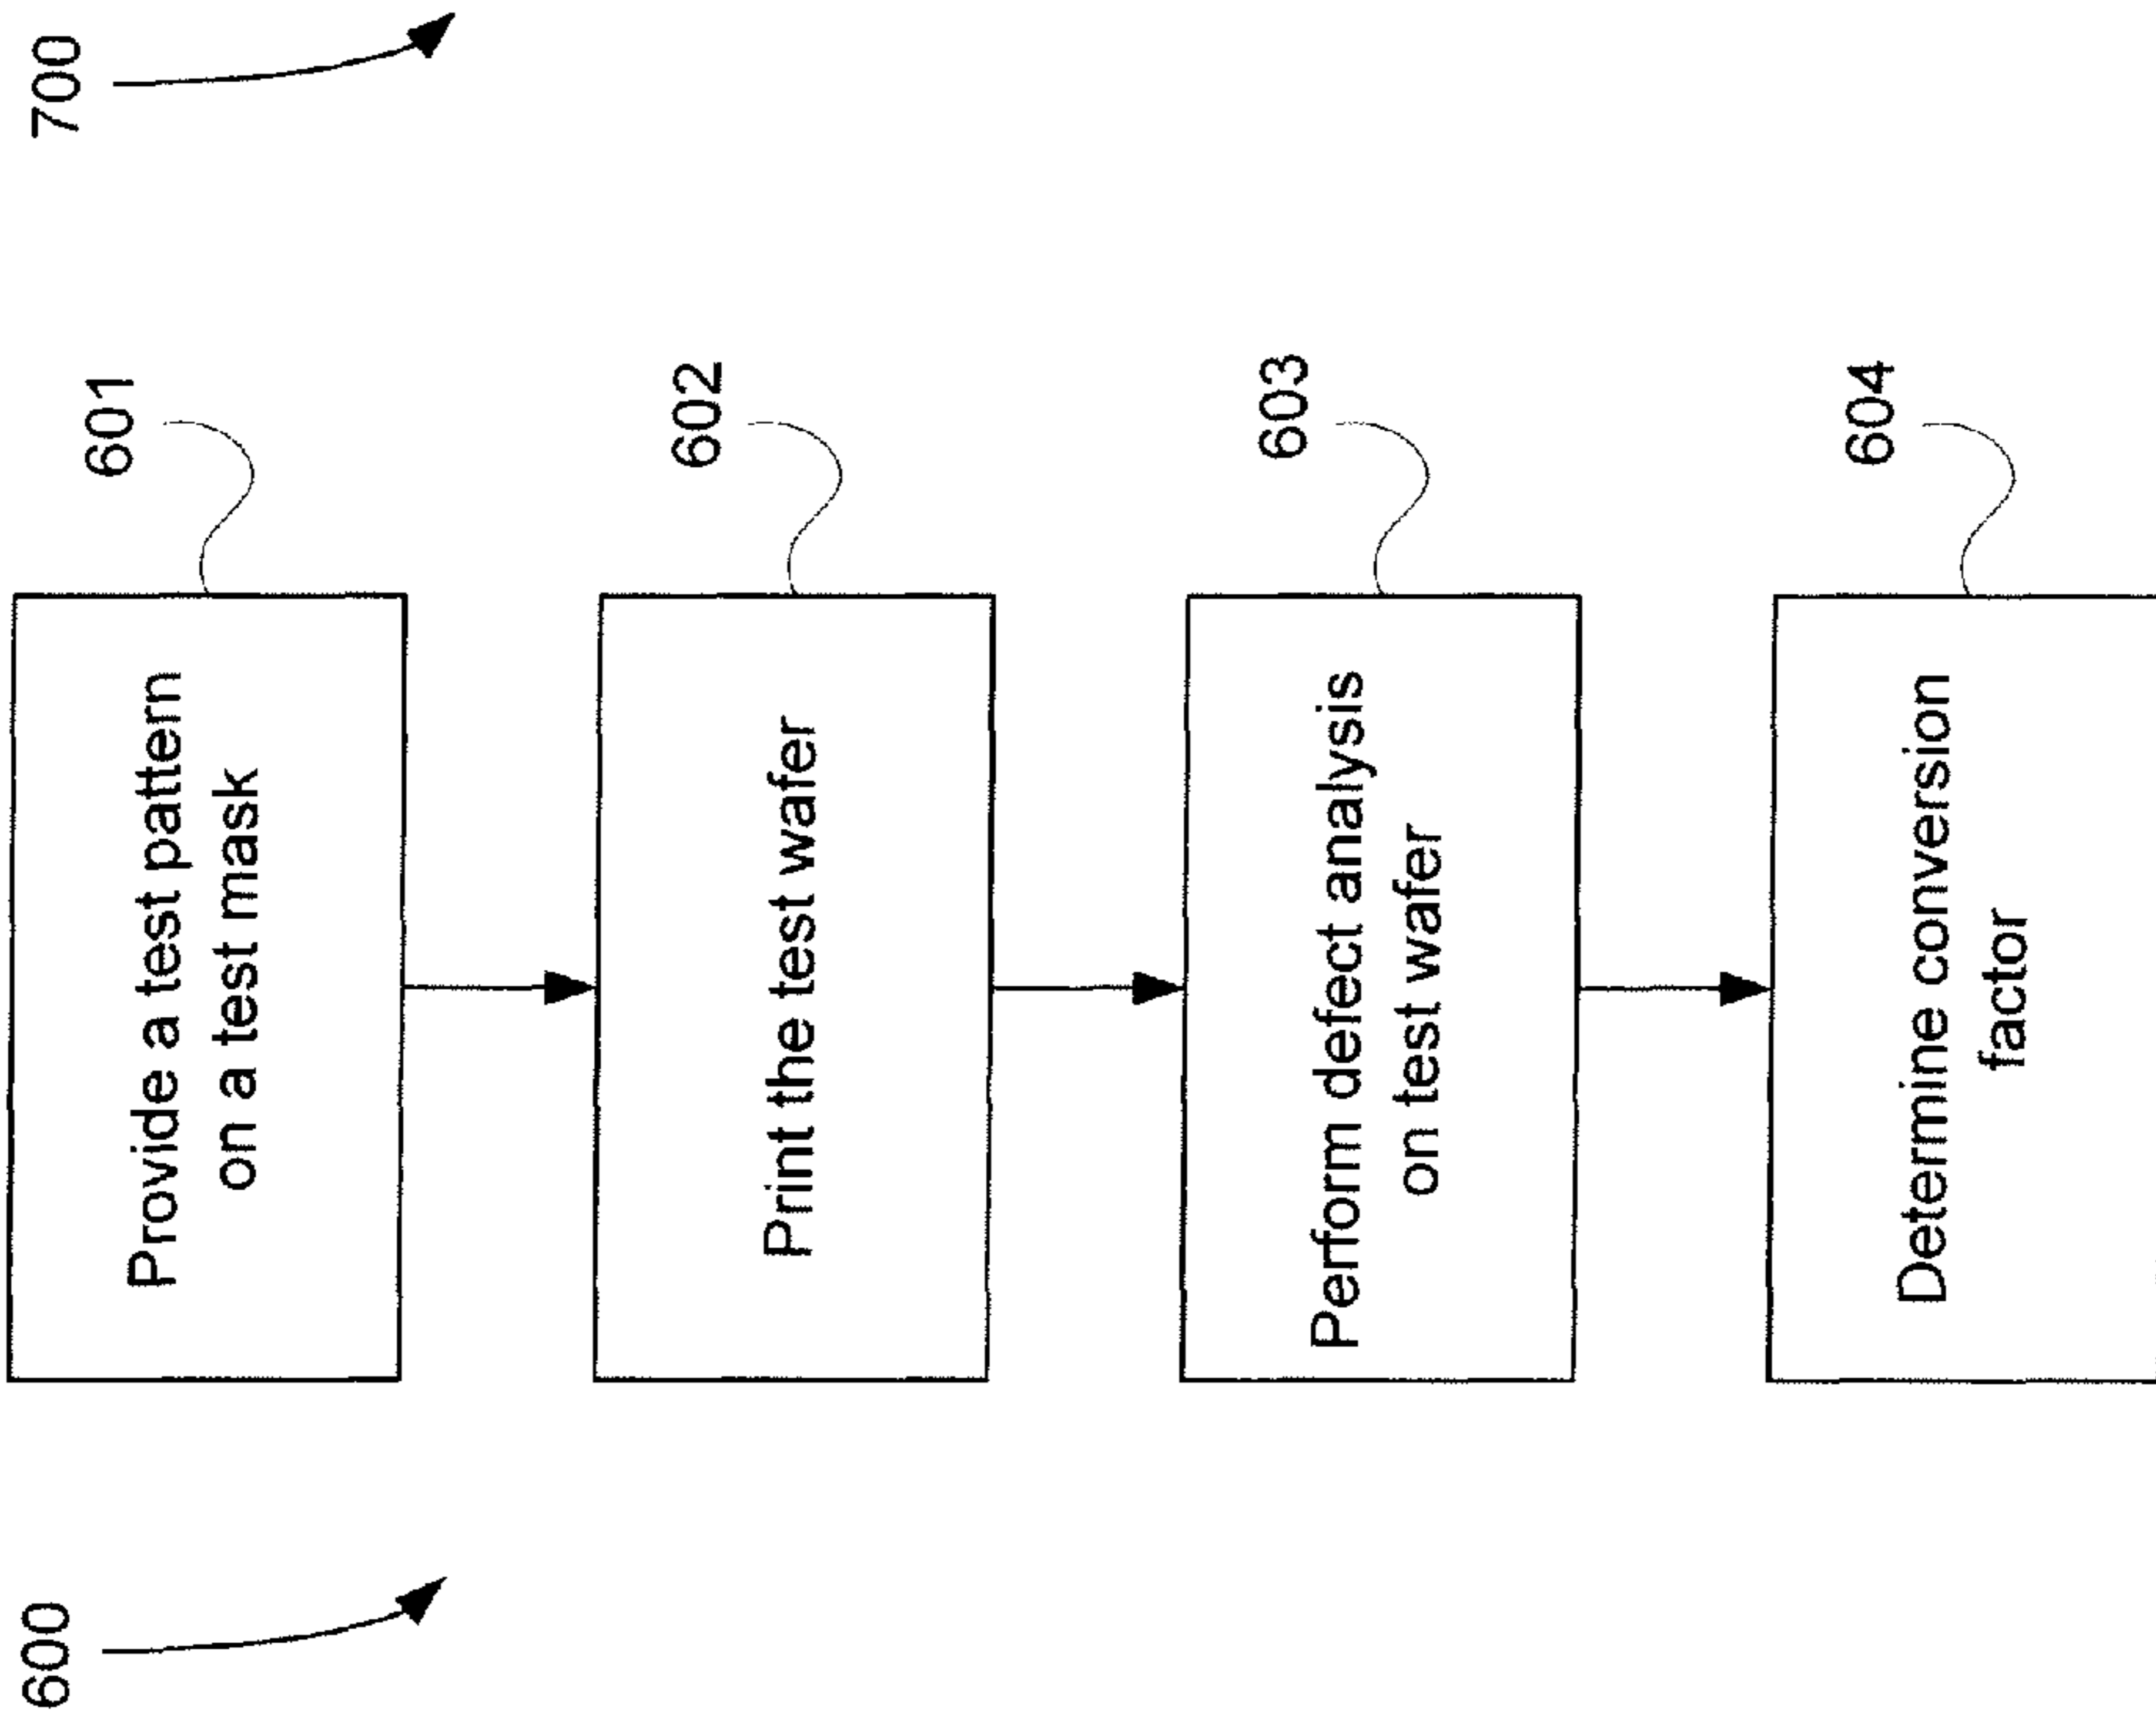 600
Provide a test pattern
on a test mask
601
Print the test wafer
602
Perform defect analysis
on test wafer
603
Determine conversion
factor
604
700